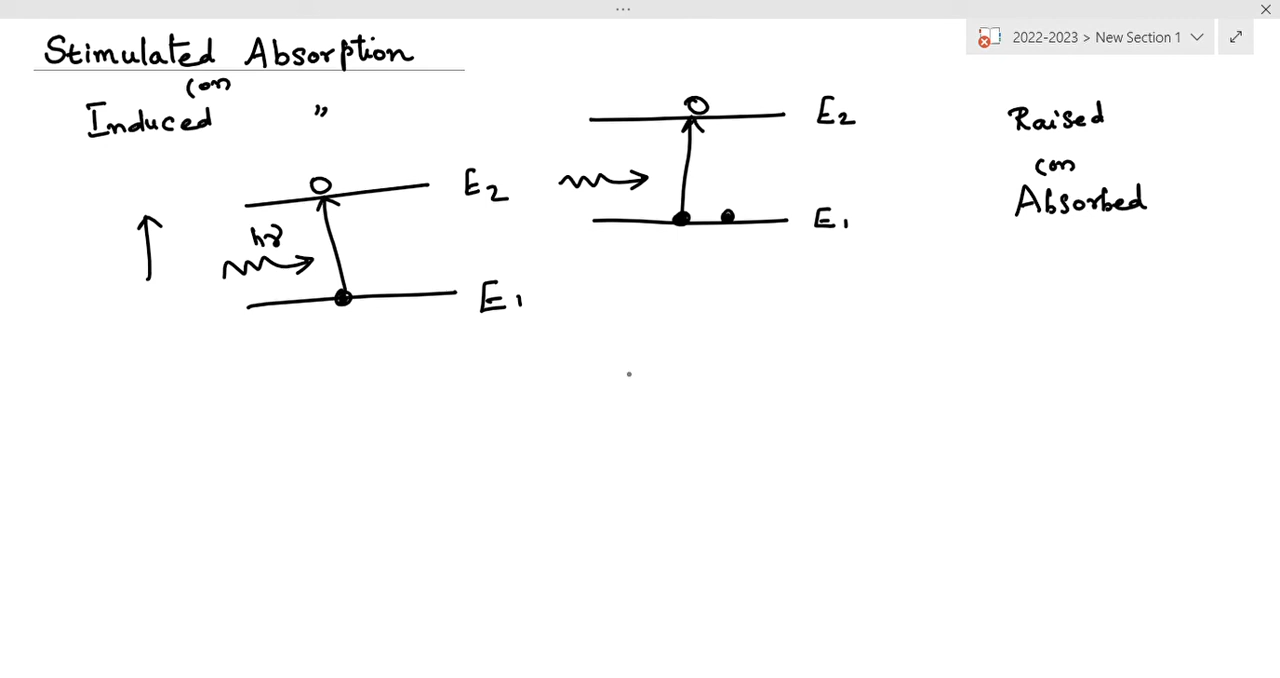 Stimulated Absorption
(or)
Induced "
E2
hν
E1
E2
E1
Raised
(or)
Absorbed
2022-2023 > New Section 1